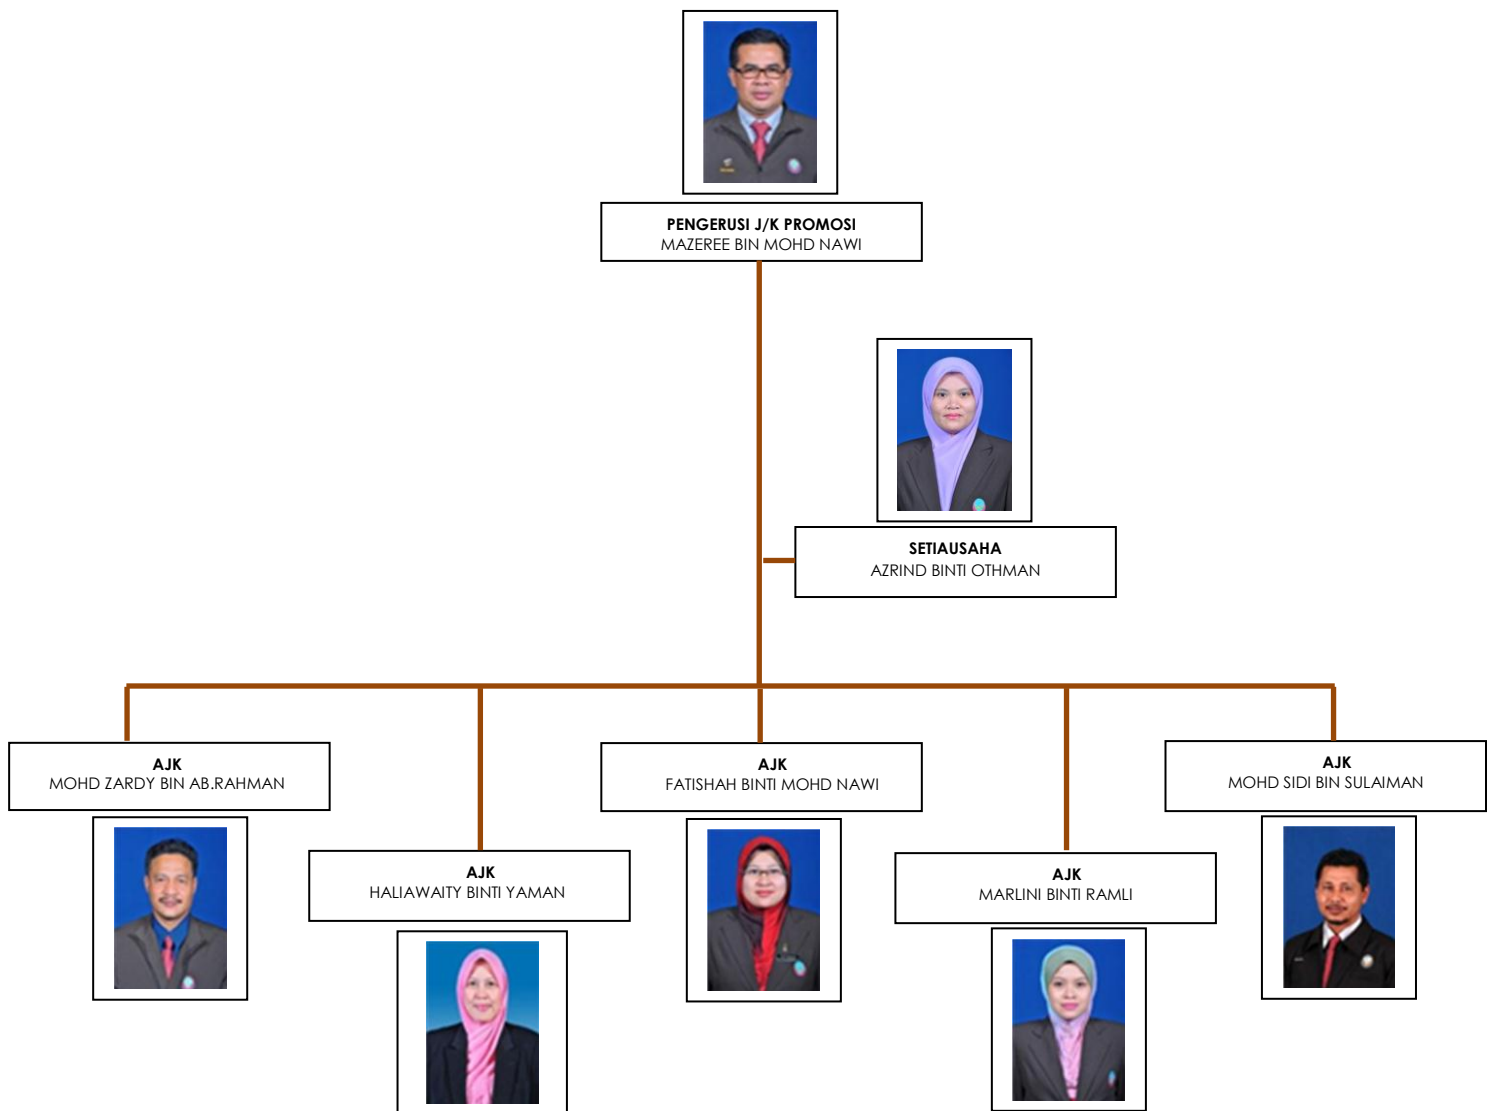 PENGERUSI J/K PROMOSI
MAZEREE BIN MOHD NAWI
SETIAUSAHA
AZRIND BINTI OTHMAN
AJK
MOHD ZARDY BIN AB.RAHMAN
AJK
HALIAWAITY BINTI YAMAN
AJK
FATISHAH BINTI MOHD NAWI
AJK
MARLINI BINTI RAMLI
AJK
MOHD SIDI BIN SULAIMAN